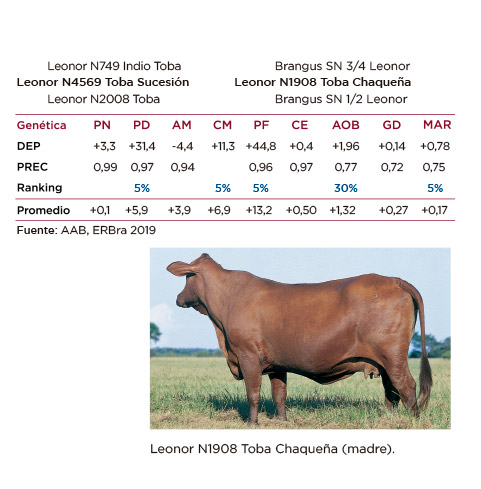 Leonor N749 Indio Toba Brangus SN 3/4 Leonor
Leonor N4569 Toba Sucesión Leonor N1908 Toba Chaqueña
Leonor N2008 Toba Brangus SN 1/2 Leonor
Genética PN PD AM CM PF CE AOB GD MAR
DEP +3,3 +31,4 -4,4 +11,3 +44,8 +0,4 +1,96 +0,14 +0,78
PREC 0,99 0,97 0,94 0,96 0,97 0,77 0,72 0,75
Ranking 5% 5% 5% 30% 5%
Promedio +0,1 +5,9 +3,9 +6,9 +13,2 +0,50 +1,32 +0,27 +0,17
Fuente: AAB, ERBra 2019
Leonor N1908 Toba Chaqueña (madre).